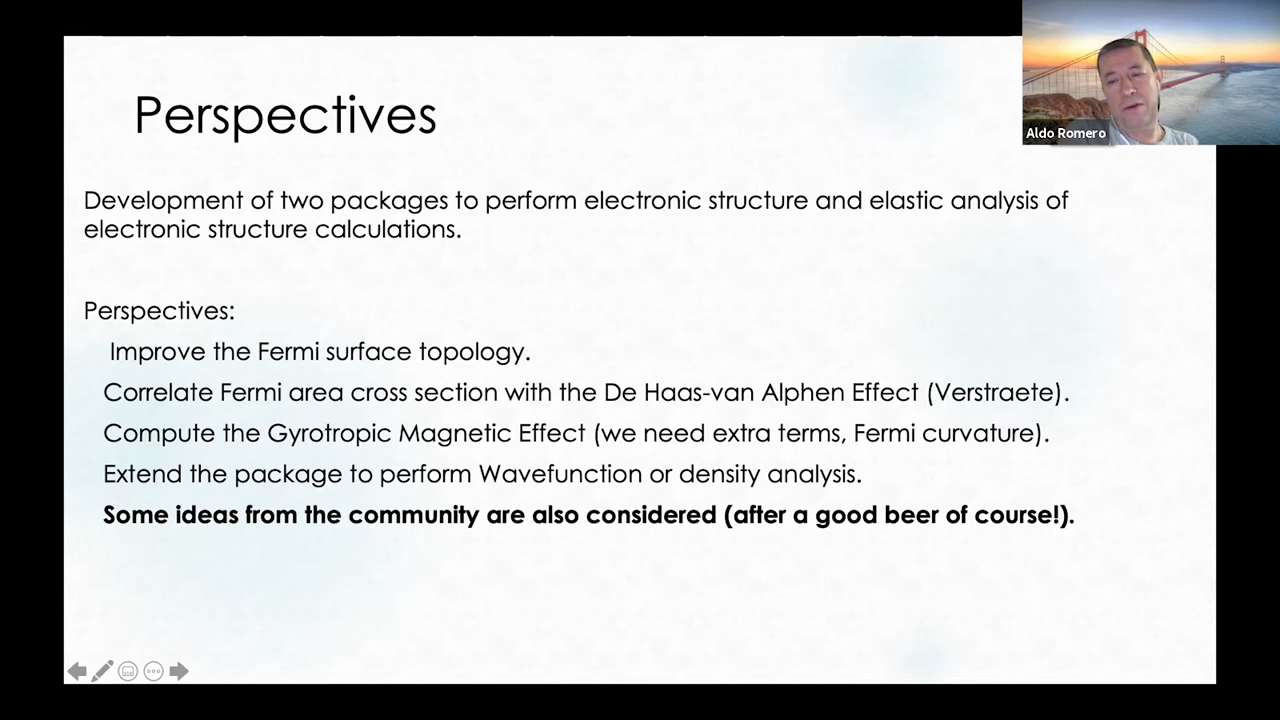 Perspectives
Aldo Romero
Development of two packages to perform electronic structure and elastic analysis of
electronic structure calculations.
Perspectives:
Improve the Fermi surface topology.
Correlate Fermi area cross section with the De Haas-van Alphen Effect (Verstraete).
Compute the Gyrotropic Magnetic Effect (we need extra terms, Fermi curvature).
Extend the package to perform Wavefunction or density analysis.
Some ideas from the community are also considered (after a good beer of course!).